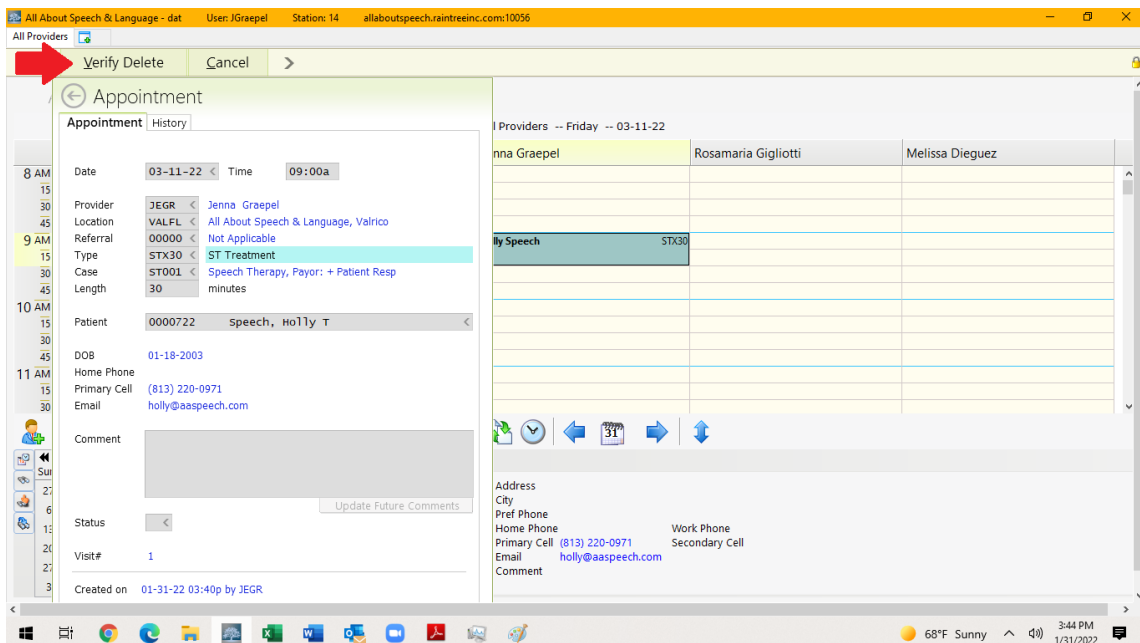 All About Speech & Language - dat User: JGraepel Station: 14 allaboutspeech.raintreeinc.com:10056
All Providers
Verify Delete Cancel
Appointment
Appointment History
l Providers -- Friday -- 03-11-22
nna Graepel Rosamaria Gigliotti Melissa Dieguez
8 AM
15
30
45
9 AM
15
30
45
10 AM
15
30
45
11 AM
15
30
Date 03-11-22 Time 09:00a
Provider JEGR Jenna Graepel
Location VALFL All About Speech & Language, Valrico
Referral 00000 Not Applicable
Type STX30 ST Treatment
Case ST001 Speech Therapy, Payor: + Patient Resp
Length 30 minutes
lly Speech STX30
Patient 0000722 Speech, Holly T
DOB 01-18-2003
Home Phone
Primary Cell (813) 220-0971
Email holly@aaspeech.com
Comment
Update Future Comments
Status
Visit# 1
Created on 01-31-22 03:40p by JEGR
31
Sun
27
6
13
20
27
3
Address
City
Pref Phone
Home Phone Work Phone
Primary Cell (813) 220-0971 Secondary Cell
Email holly@aaspeech.com
Comment
68°F Sunny 3:44 PM
1/31/2022